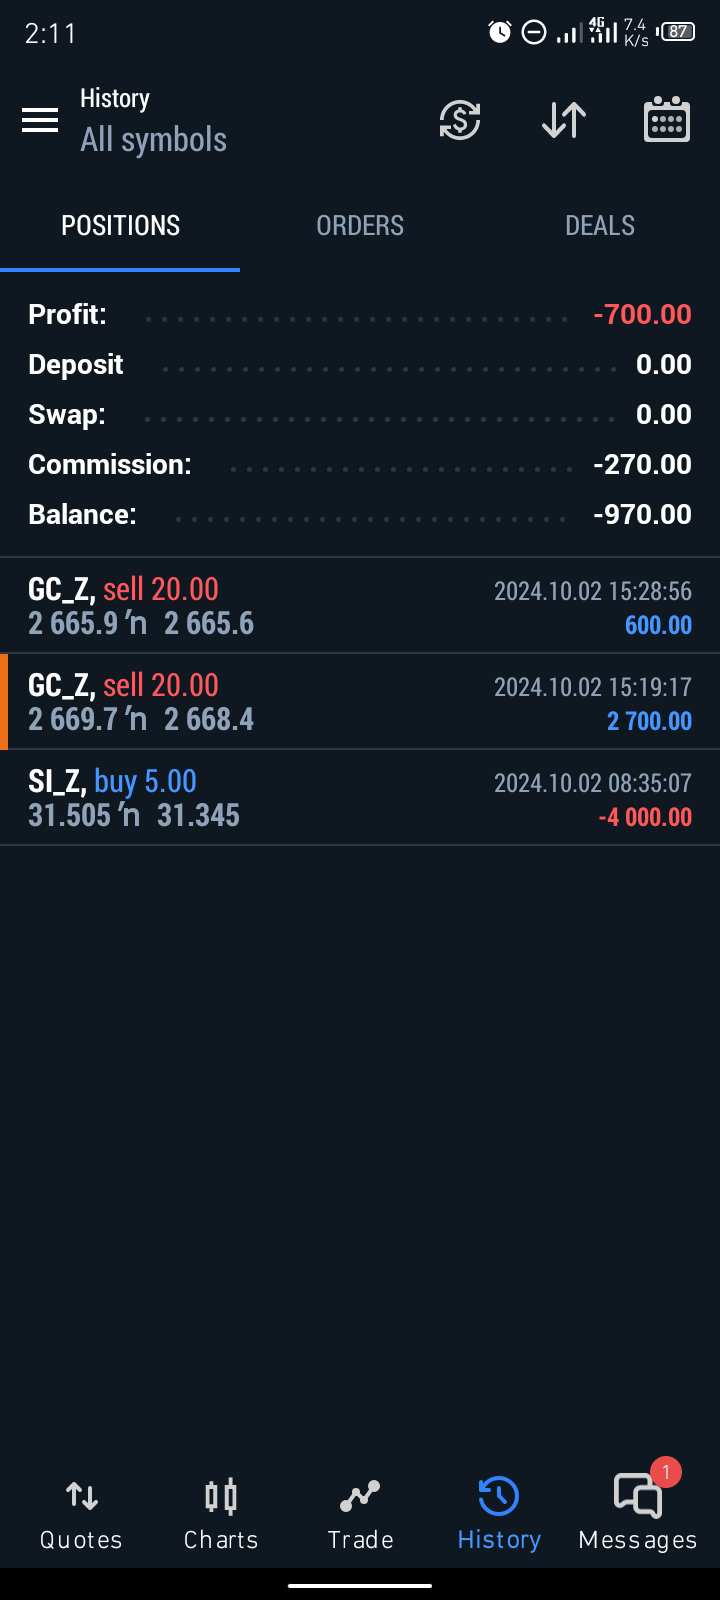 2:11 4G 7.4 K/s 87
History
All symbols
POSITIONS ORDERS DEALS
Profit: -700.00
Deposit 0.00
Swap: 0.00
Commission: -270.00
Balance: -970.00
GC_Z, sell 20.00 2024.10.02 15:28:56
2 665.9 ′n 2 665.6 600.00
GC_Z, sell 20.00 2024.10.02 15:19:17
2 669.7 ′n 2 668.4 2 700.00
SI_Z, buy 5.00 2024.10.02 08:35:07
31.505 ′n 31.345 -4 000.00
1
Quotes Charts Trade History Messages